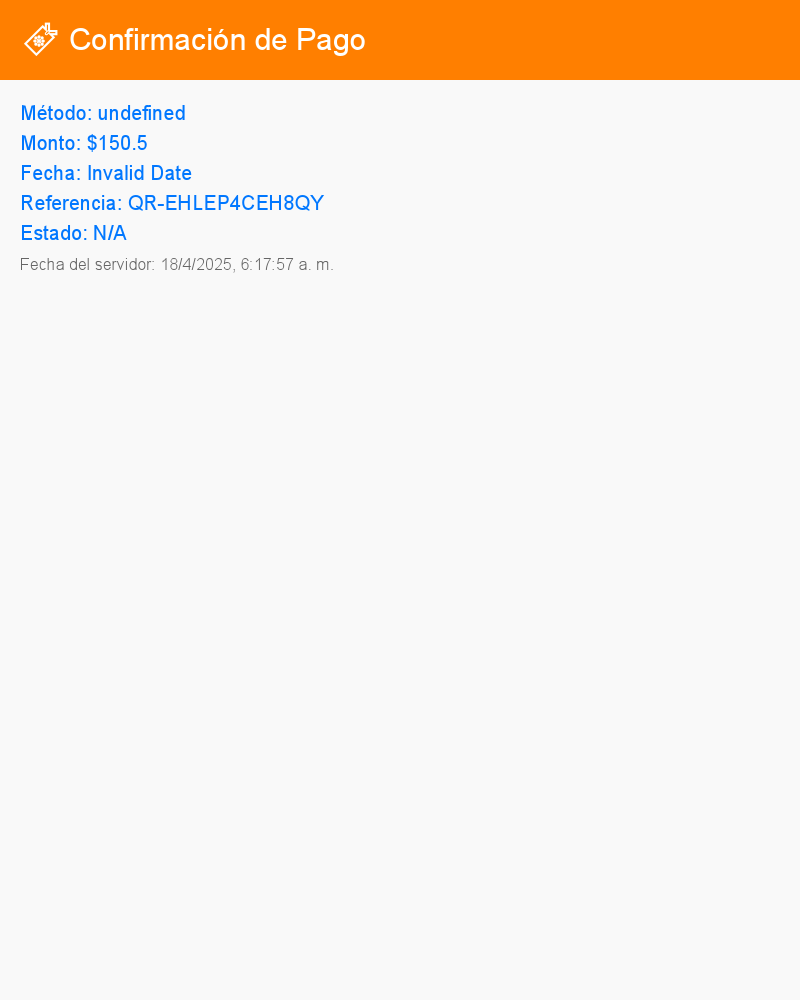 Confirmación de Pago
Método: undefined
Monto: $150.5
Fecha: Invalid Date
Referencia: QR-EHLEP4CEH8QY
Estado: N/A
Fecha del servidor: 18/4/2025, 6:17:57 a. m.